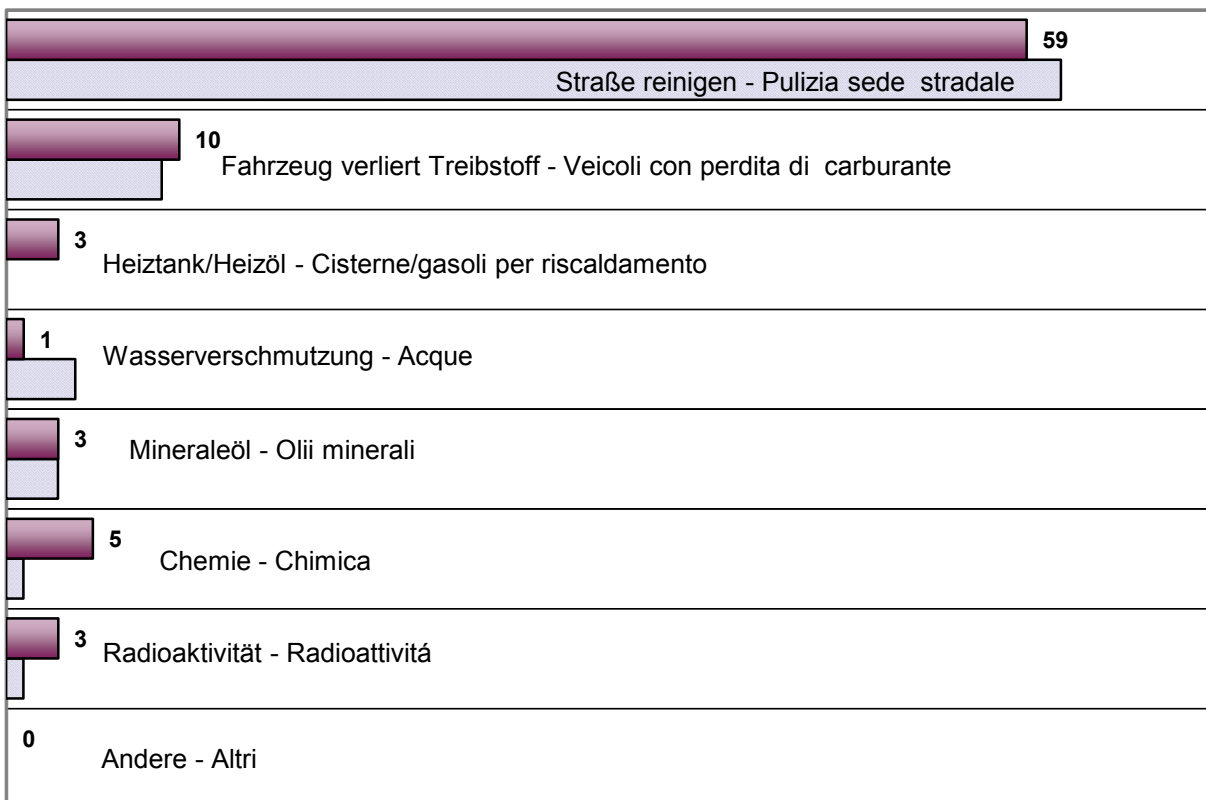 59
Straße reinigen - Pulizia sede stradale
10
Fahrzeug verliert Treibstoff - Veicoli con perdita di carburante
3
Heiztank/Heizöl - Cisterne/gasoli per riscaldamento
1
Wasserverschmutzung - Acque
3
Mineraleöl - Olii minerali
5
Chemie - Chimica
3
Radioaktivität - Radioattivitá
0
Andere - Altri